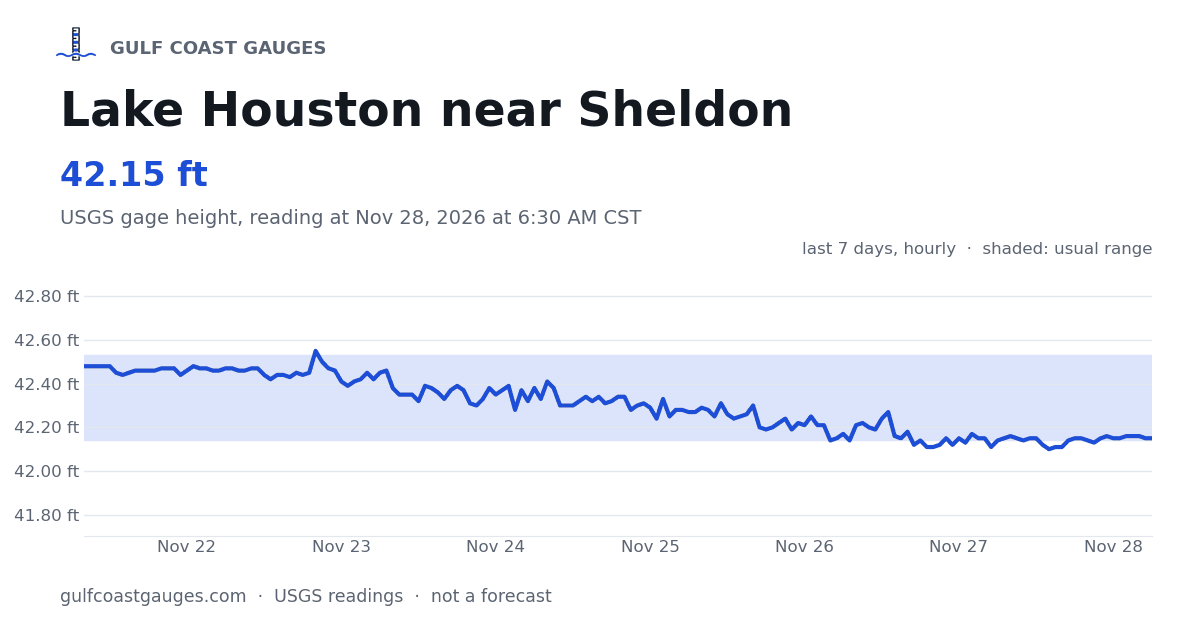 GULF COAST GAUGES
Lake Houston near Sheldon
42.15 ft
USGS gage height, reading at Nov 28, 2026 at 6:30 AM CST
last 7 days, hourly · shaded: usual range
42.80 ft
42.60 ft
42.40 ft
42.20 ft
42.00 ft
41.80 ft
Nov 22 Nov 23 Nov 24 Nov 25 Nov 26 Nov 27 Nov 28
gulfcoastgauges.com · USGS readings · not a forecast